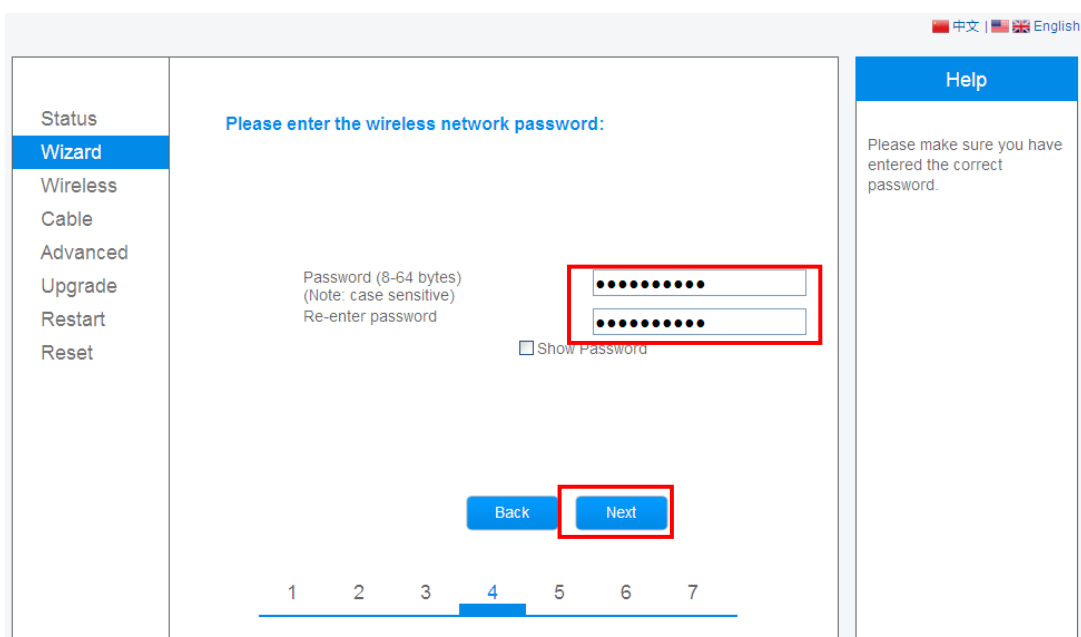 中文 | English
Help
Status
Wizard
Wireless
Cable
Advanced
Upgrade
Restart
Reset
Please enter the wireless network password:
Password (8-64 bytes)
(Note: case sensitive)
●●●●●●●●●●
Re-enter password
●●●●●●●●●●
Show Password
Back
Next
1 2 3 4 5 6 7
Please make sure you have
entered the correct
password.